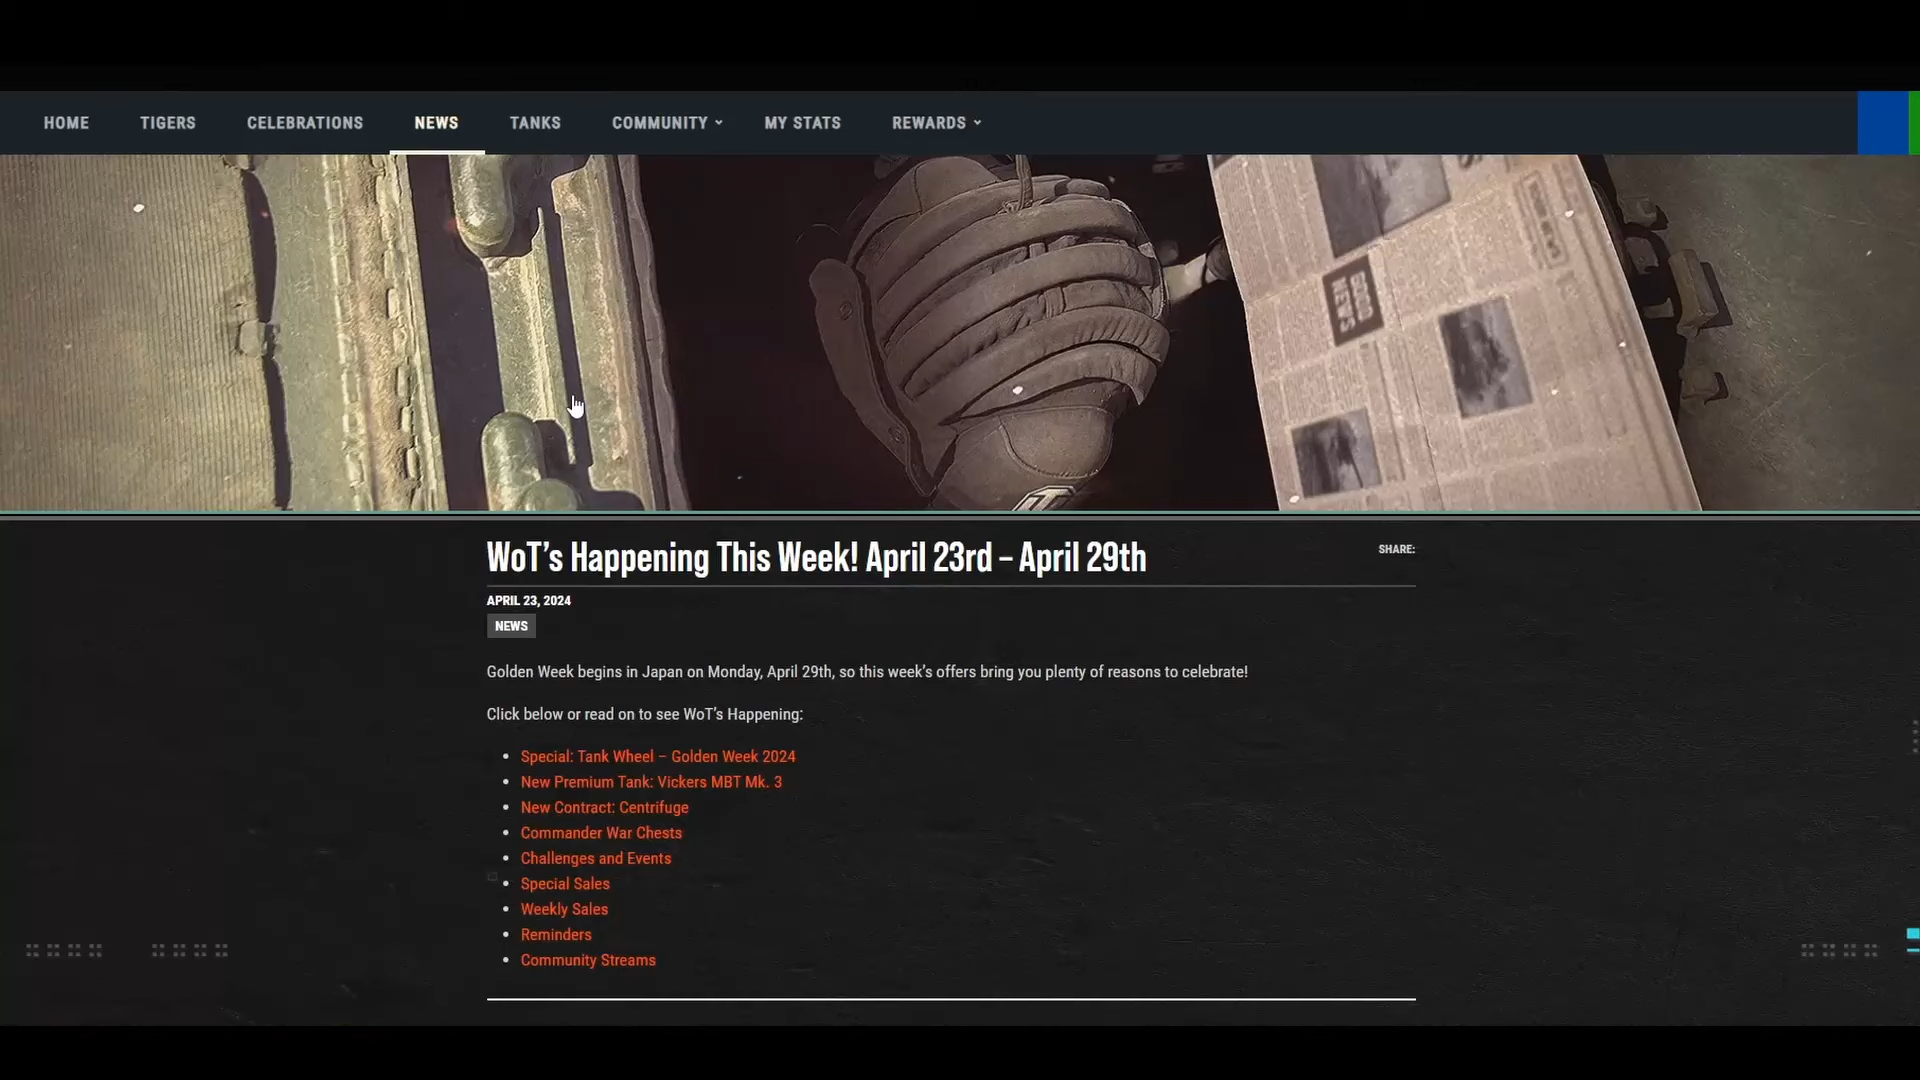 HOME TIGERS CELEBRATIONS NEWS TANKS COMMUNITY MY STATS REWARDS
GOOD
NEWS
WoT’s Happening This Week! April 23rd – April 29th
SHARE:
APRIL 23, 2024
NEWS
Golden Week begins in Japan on Monday, April 29th, so this week’s offers bring you plenty of reasons to celebrate!
Click below or read on to see WoT’s Happening:
• Special: Tank Wheel – Golden Week 2024
• New Premium Tank: Vickers MBT Mk. 3
• New Contract: Centrifuge
• Commander War Chests
• Challenges and Events
• Special Sales
• Weekly Sales
• Reminders
• Community Streams